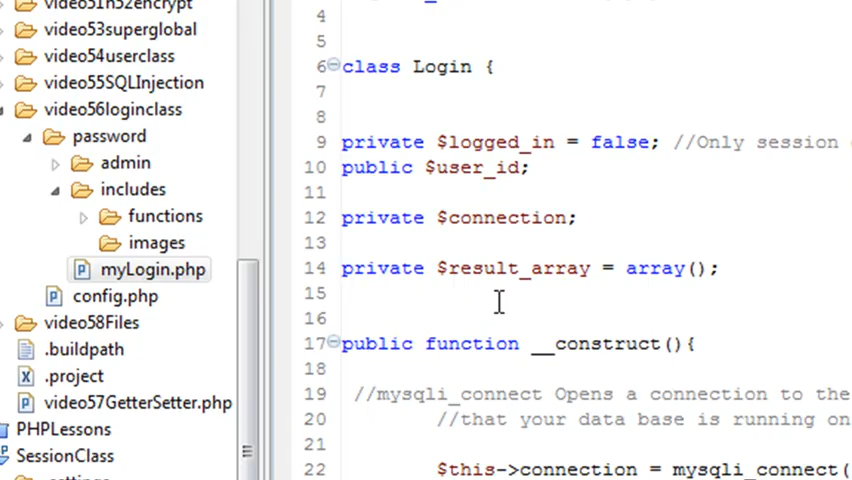 video51h52encrypt
video53superglobal
video54userclass
video55SQLInjection
video56loginclass
password
admin
includes
functions
images
myLogin.php
config.php
video58Files
.buildpath
.project
video57GetterSetter.php
PHPLessons
SessionClass
.settings
4
5
6 class Login {
7
8
9 private $logged_in = false; //Only session
10 public $user_id;
11
12 private $connection;
13
14 private $result_array = array();
15
16
17 public function __construct(){
18
19 //mysqli_connect Opens a connection to the
20 //that your data base is running on
21
22 $this->connection = mysqli_connect(